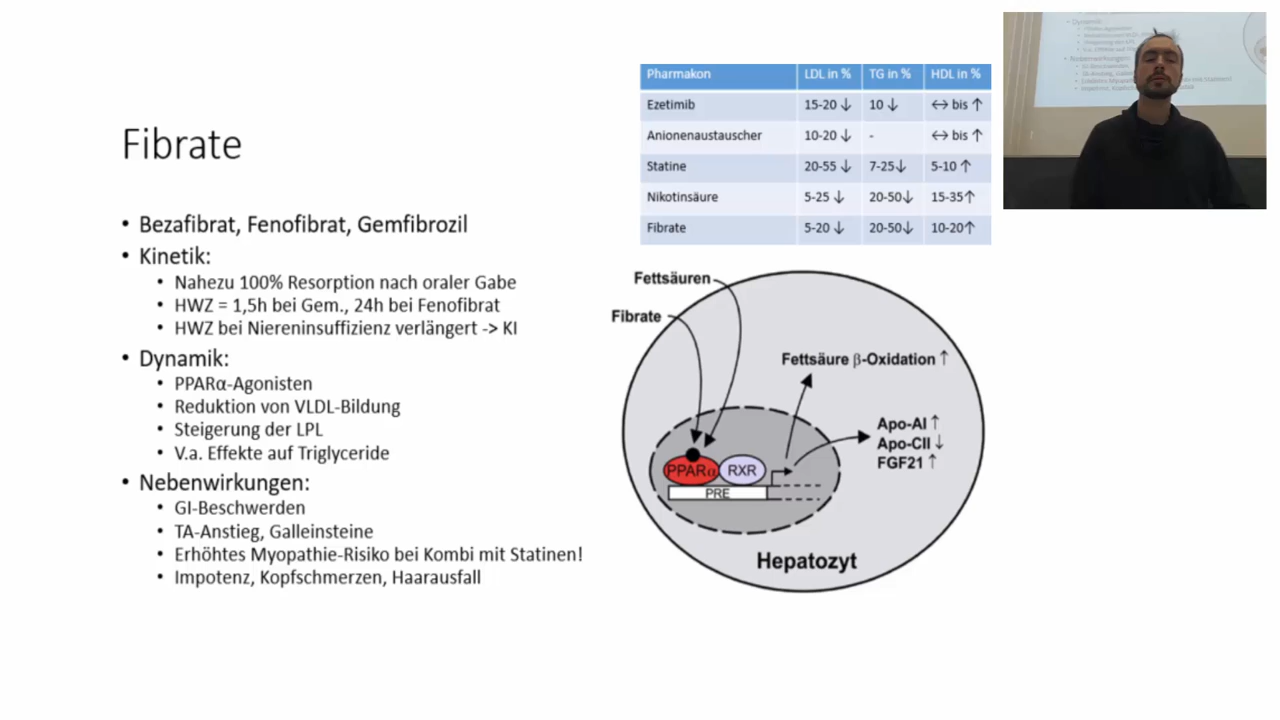 Fibrate
• Bezafibrat, Fenofibrat, Gemfibrozil
• Kinetik:
• Nahezu 100% Resorption nach oraler Gabe
• HWZ = 1,5h bei Gem., 24h bei Fenofibrat
• HWZ bei Niereninsuffizienz verlängert -> KI
• Dynamik:
• PPARα-Agonisten
• Reduktion von VLDL-Bildung
• Steigerung der LPL
• V.a. Effekte auf Triglyceride
• Nebenwirkungen:
• GI-Beschwerden
• TA-Anstieg, Galleinsteine
• Erhöhtes Myopathie-Risiko bei Kombi mit Statinen!
• Impotenz, Kopfschmerzen, Haarausfall
Pharmakon LDL in % TG in % HDL in %
Ezetimib 15-20 ↓ 10 ↓ ↔ bis ↑
Anionenaustauscher 10-20 ↓ - ↔ bis ↑
Statine 20-55 ↓ 7-25↓ 5-10 ↑
Nikotinsäure 5-25 ↓ 20-50↓ 15-35↑
Fibrate 5-20 ↓ 20-50↓ 10-20↑
Fettsäuren
Fibrate
Fettsäure β-Oxidation ↑
Apo-AI ↑
Apo-CII ↓
FGF21 ↑
PPARα RXR
PRE
Hepatozyt
Dynamik:
Nebenwirkungen: